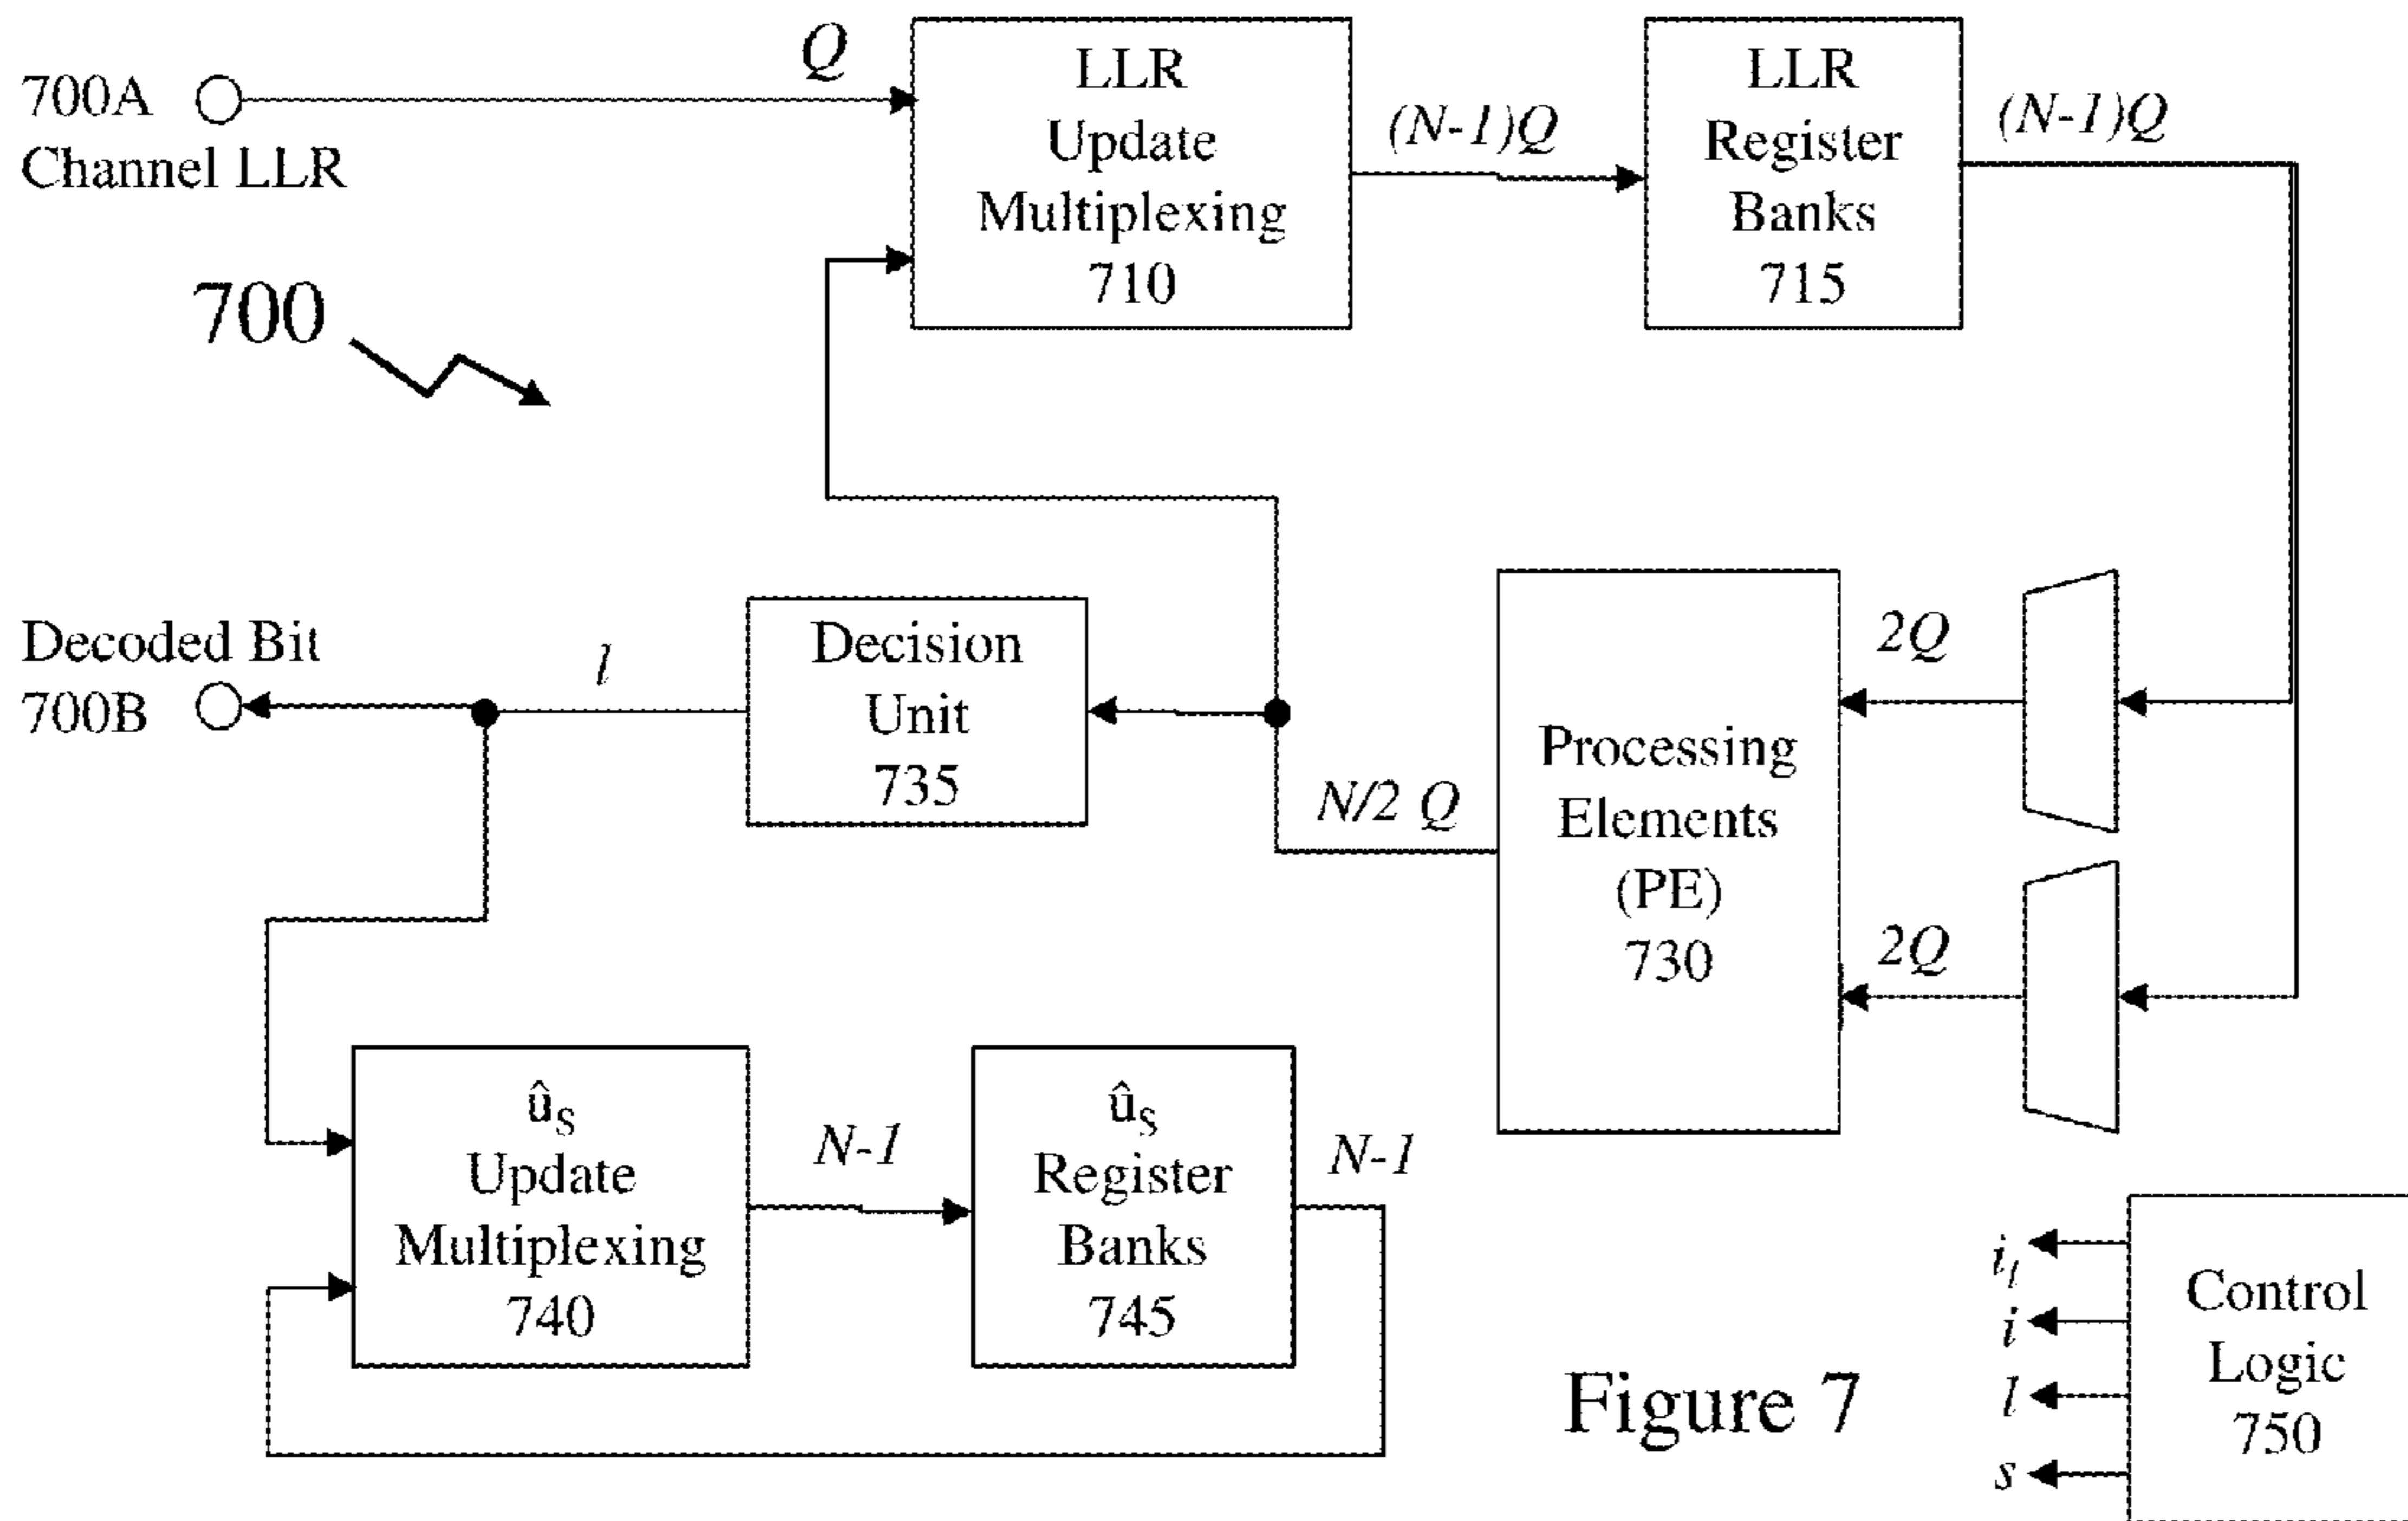 700A
Channel LLR
Q
LLR
Update
Multiplexing
710
(N-1)Q
LLR
Register
Banks
715
(N-1)Q
700
Decoded Bit
700B
l
Decision
Unit
735
N/2 Q
Processing
Elements
(PE)
730
2Q
2Q
ûS
Update
Multiplexing
740
N-1
ûS
Register
Banks
745
N-1
Figure 7
il
i
l
s
Control
Logic
750